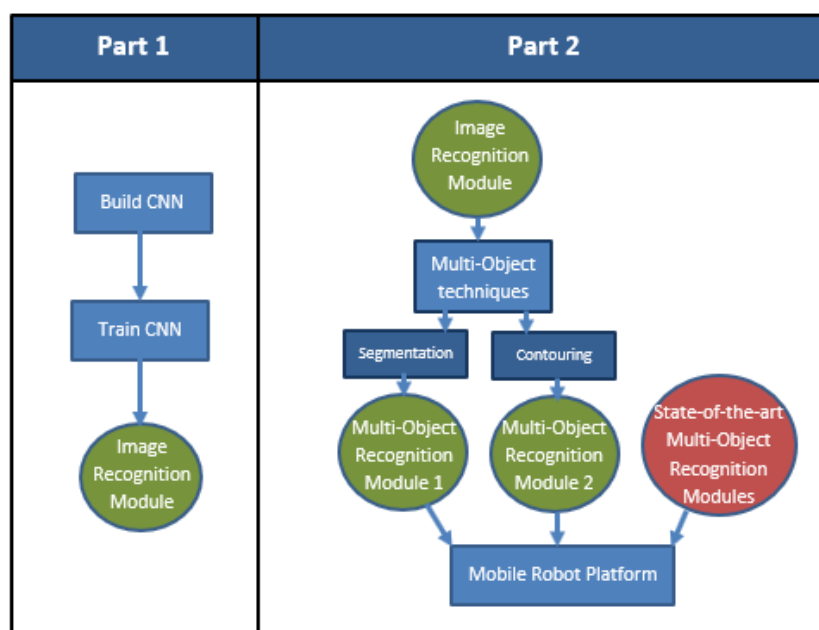 Part 1
Part 2
Build CNN
Train CNN
Image
Recognition
Module
Image
Recognition
Module
Multi-Object
techniques
Segmentation
Contouring
Multi-Object
Recognition
Module 1
Multi-Object
Recognition
Module 2
State-of-the-art
Multi-Object
Recognition
Modules
Mobile Robot Platform